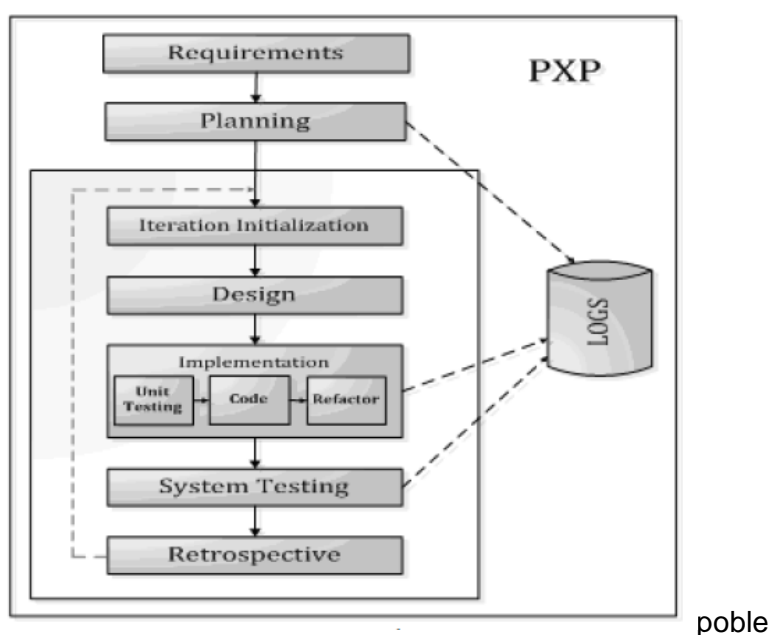 Requirements
PXP
Planning
Iteration Initialization
Design
Implementation
Unit
Testing
Code
Refactor
LOGS
System Testing
Retrospective
poble